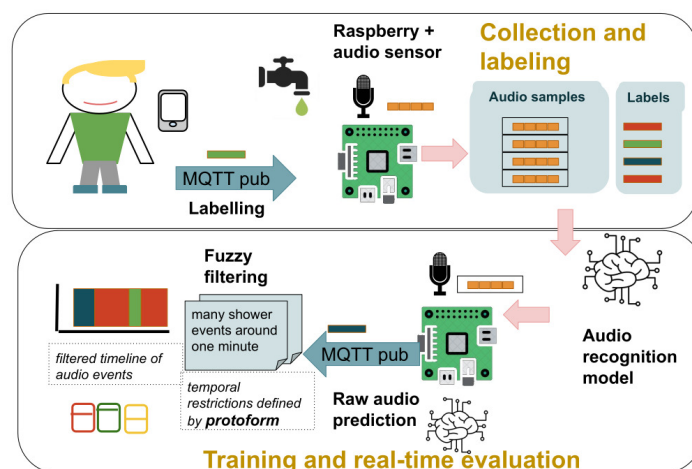 Raspberry +
audio sensor
Collection and
labeling
Audio samples
Labels
MQTT pub
Labelling
Fuzzy
filtering
many shower
events around
one minute
MQTT pub
Audio
recognition
model
filtered timeline of
audio events
temporal
restrictions defined
by protoform
Raw audio
prediction
Training and real-time evaluation